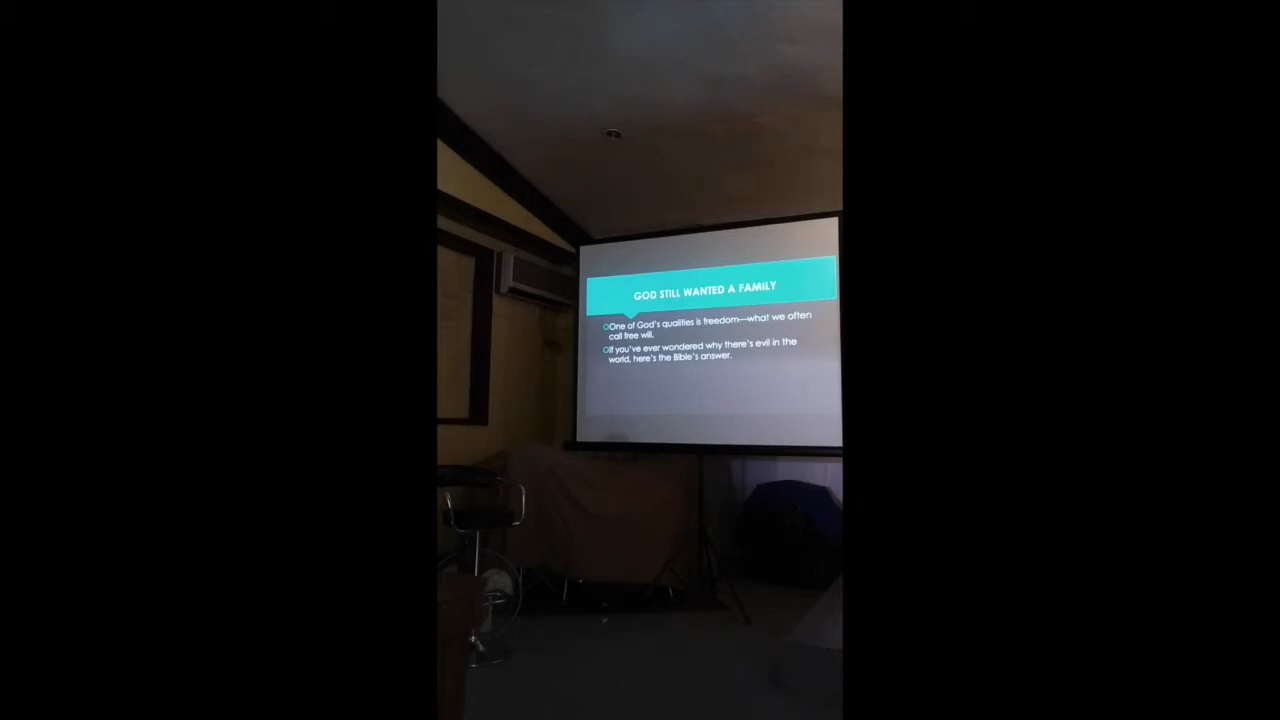 GOD STILL WANTED A FAMILY
One of God's qualities is freedom—what we often
call free will.
If you've ever wondered why there's evil in the
world, here's the Bible's answer.